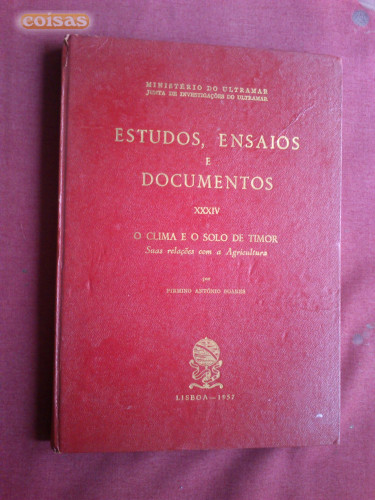 coisas
MINISTÉRIO DO ULTRAMAR
JUNTA DE INVESTIGAÇÕES DO ULTRAMAR
ESTUDOS, ENSAIOS
E
DOCUMENTOS
XXXIV
O CLIMA E O SOLO DE TIMOR
Suas relações com a Agricultura
por
FIRMINO ANTÓNIO SOARES
LISBOA — 1957